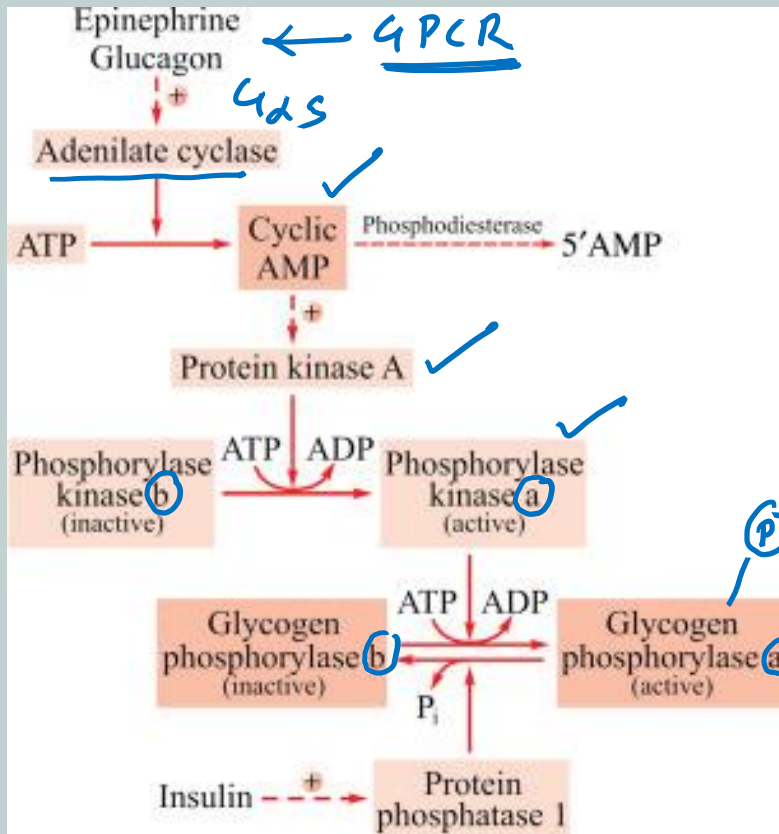 Epinephrine
Glucagon
← GPCR
+
Gαs
Adenilate cyclase
ATP
Cyclic
AMP
Phosphodiesterase
5′AMP
+
Protein kinase A
Phosphorylase
kinase b
(inactive)
ATP ADP
Phosphorylase
kinase a
(active)
P
Glycogen
phosphorylase b
(inactive)
ATP ADP
Pi
Glycogen
phosphorylase a
(active)
Insulin
+
Protein
phosphatase 1